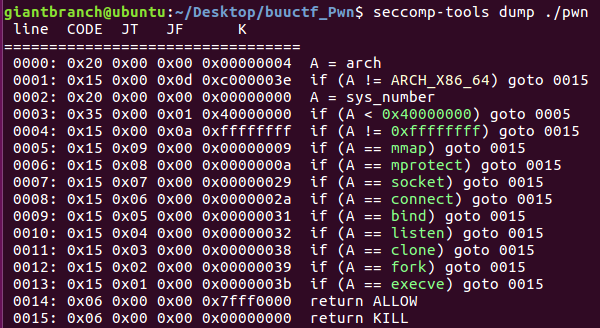 giantbranch@ubuntu:~/Desktop/buuctf_Pwn$ seccomp-tools dump ./pwn
 line  CODE  JT   JF      K
=================================
 0000: 0x20 0x00 0x00 0x00000004  A = arch
 0001: 0x15 0x00 0x0d 0xc000003e  if (A != ARCH_X86_64) goto 0015
 0002: 0x20 0x00 0x00 0x00000000  A = sys_number
 0003: 0x35 0x00 0x01 0x40000000  if (A < 0x40000000) goto 0005
 0004: 0x15 0x00 0x0a 0xffffffff  if (A != 0xffffffff) goto 0015
 0005: 0x15 0x09 0x00 0x00000009  if (A == mmap) goto 0015
 0006: 0x15 0x08 0x00 0x0000000a  if (A == mprotect) goto 0015
 0007: 0x15 0x07 0x00 0x00000029  if (A == socket) goto 0015
 0008: 0x15 0x06 0x00 0x0000002a  if (A == connect) goto 0015
 0009: 0x15 0x05 0x00 0x00000031  if (A == bind) goto 0015
 0010: 0x15 0x04 0x00 0x00000032  if (A == listen) goto 0015
 0011: 0x15 0x03 0x00 0x00000038  if (A == clone) goto 0015
 0012: 0x15 0x02 0x00 0x00000039  if (A == fork) goto 0015
 0013: 0x15 0x01 0x00 0x0000003b  if (A == execve) goto 0015
 0014: 0x06 0x00 0x00 0x7fff0000  return ALLOW
 0015: 0x06 0x00 0x00 0x00000000  return KILL